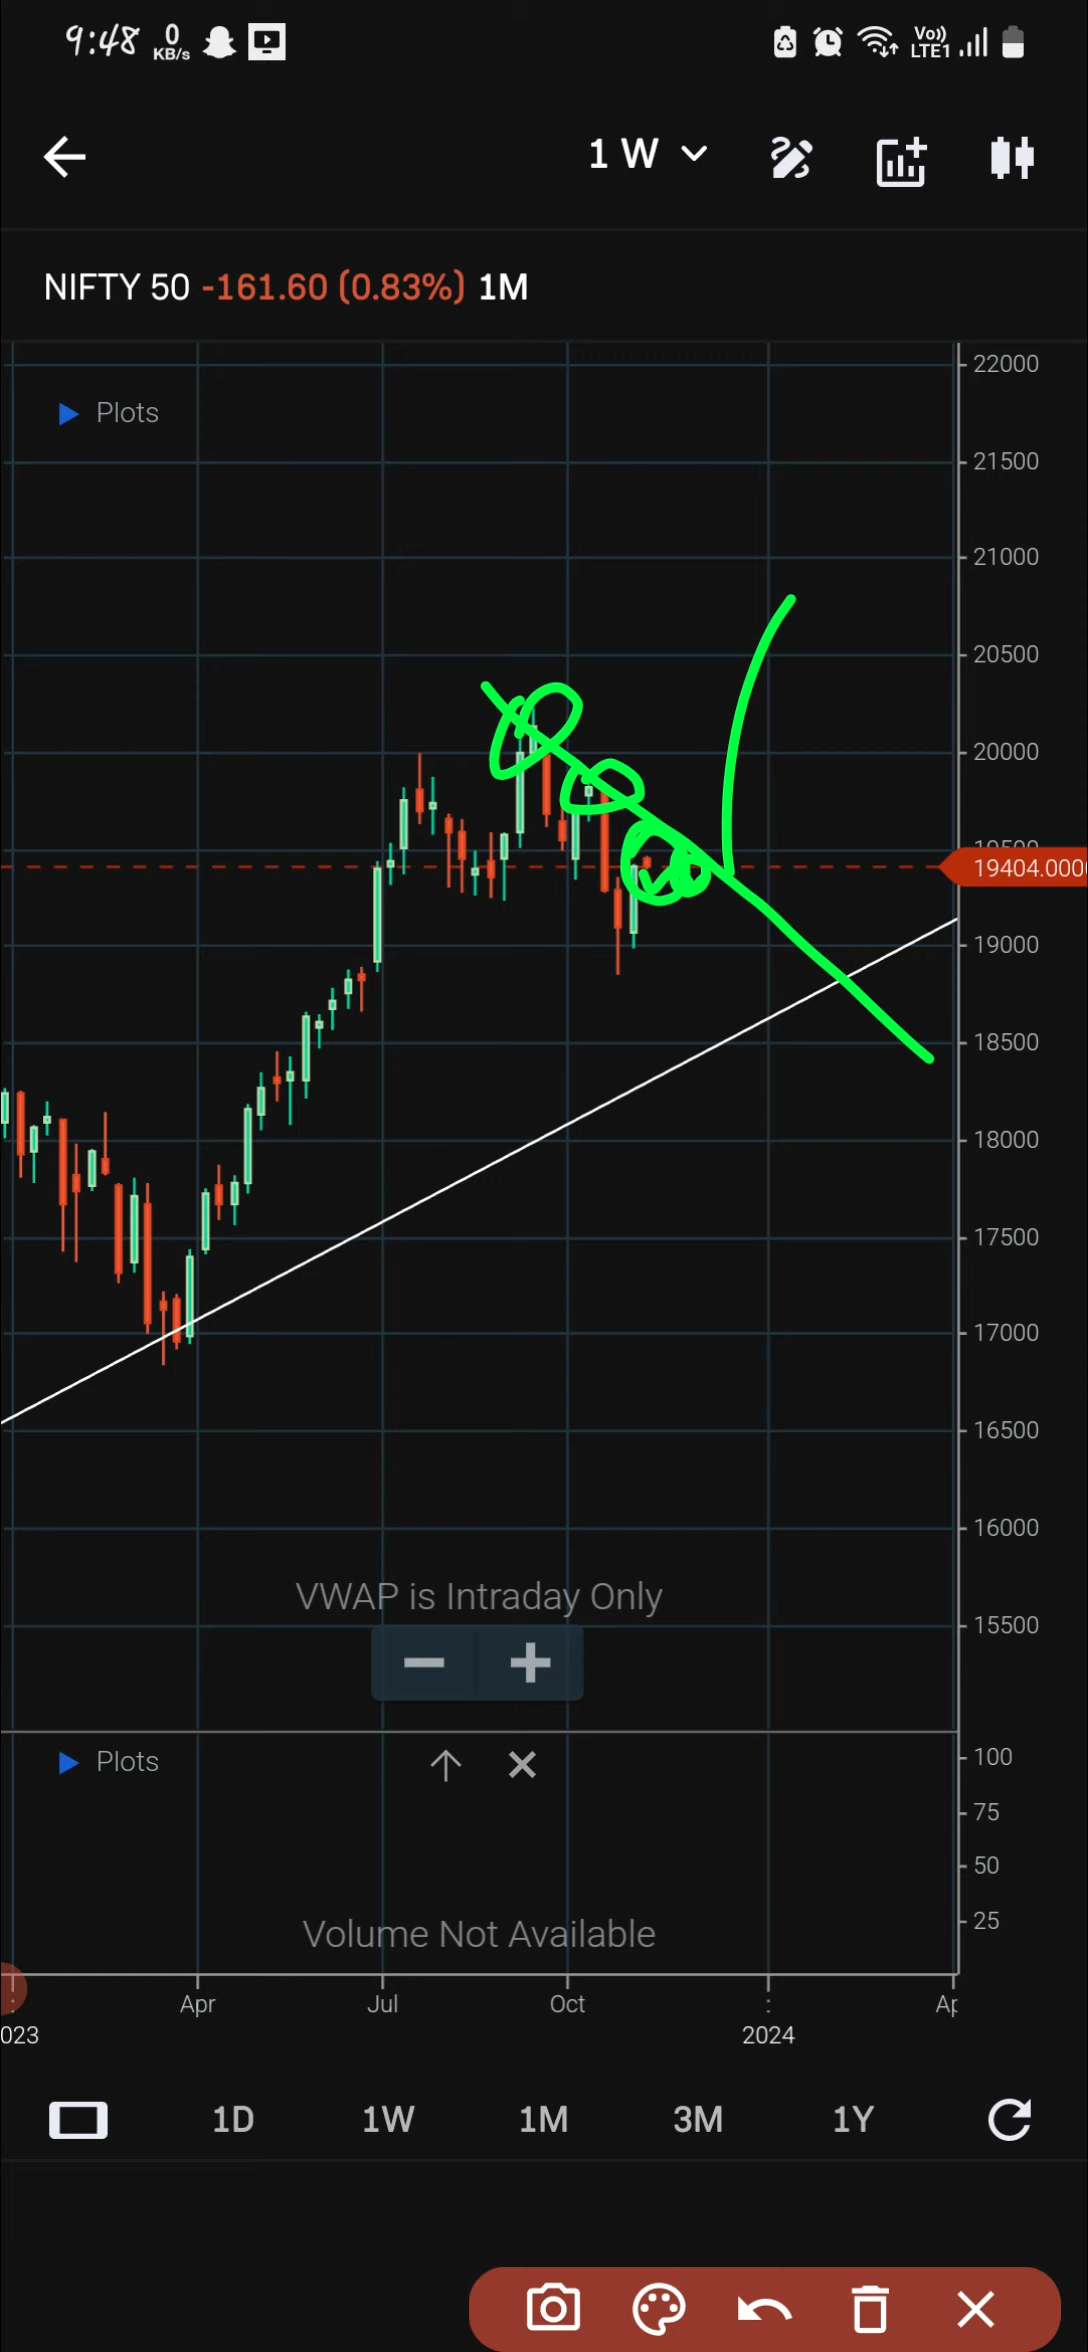 9:48 0 KB/s Vo)) LTE1
1 W
NIFTY 50 -161.60 (0.83%) 1M
22000
Plots
21500
21000
20500
20000
19404.000
19000
18500
18000
17500
17000
16500
16000
VWAP is Intraday Only
15500
Plots
100
75
50
25
Volume Not Available
Apr Jul Oct
023 2024
1D 1W 1M 3M 1Y